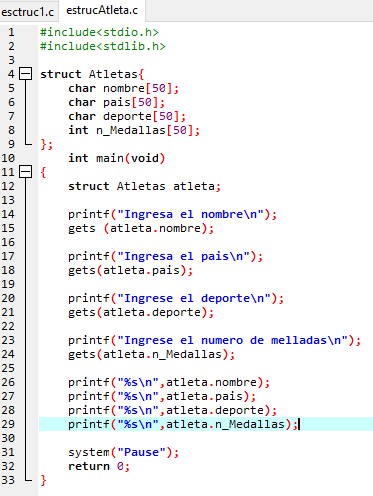 esctruc1.c estrucAtleta.c
1 #include<stdio.h>
2 #include<stdlib.h>
3
4 struct Atletas{
5 char nombre[50];
6 char pais[50];
7 char deporte[50];
8 int n_Medallas[50];
9 };
10 int main(void)
11 {
12 struct Atletas atleta;
13
14 printf("Ingresa el nombre\n");
15 gets (atleta.nombre);
16
17 printf("Ingresa el pais\n");
18 gets(atleta.pais);
19
20 printf("Ingrese el deporte\n");
21 gets(atleta.deporte);
22
23 printf("Ingrese el numero de melladas\n");
24 gets(atleta.n_Medallas);
25
26 printf("%s\n",atleta.nombre);
27 printf("%s\n",atleta.pais);
28 printf("%s\n",atleta.deporte);
29 printf("%s\n",atleta.n_Medallas);
30
31 system("Pause");
32 return 0;
33 }